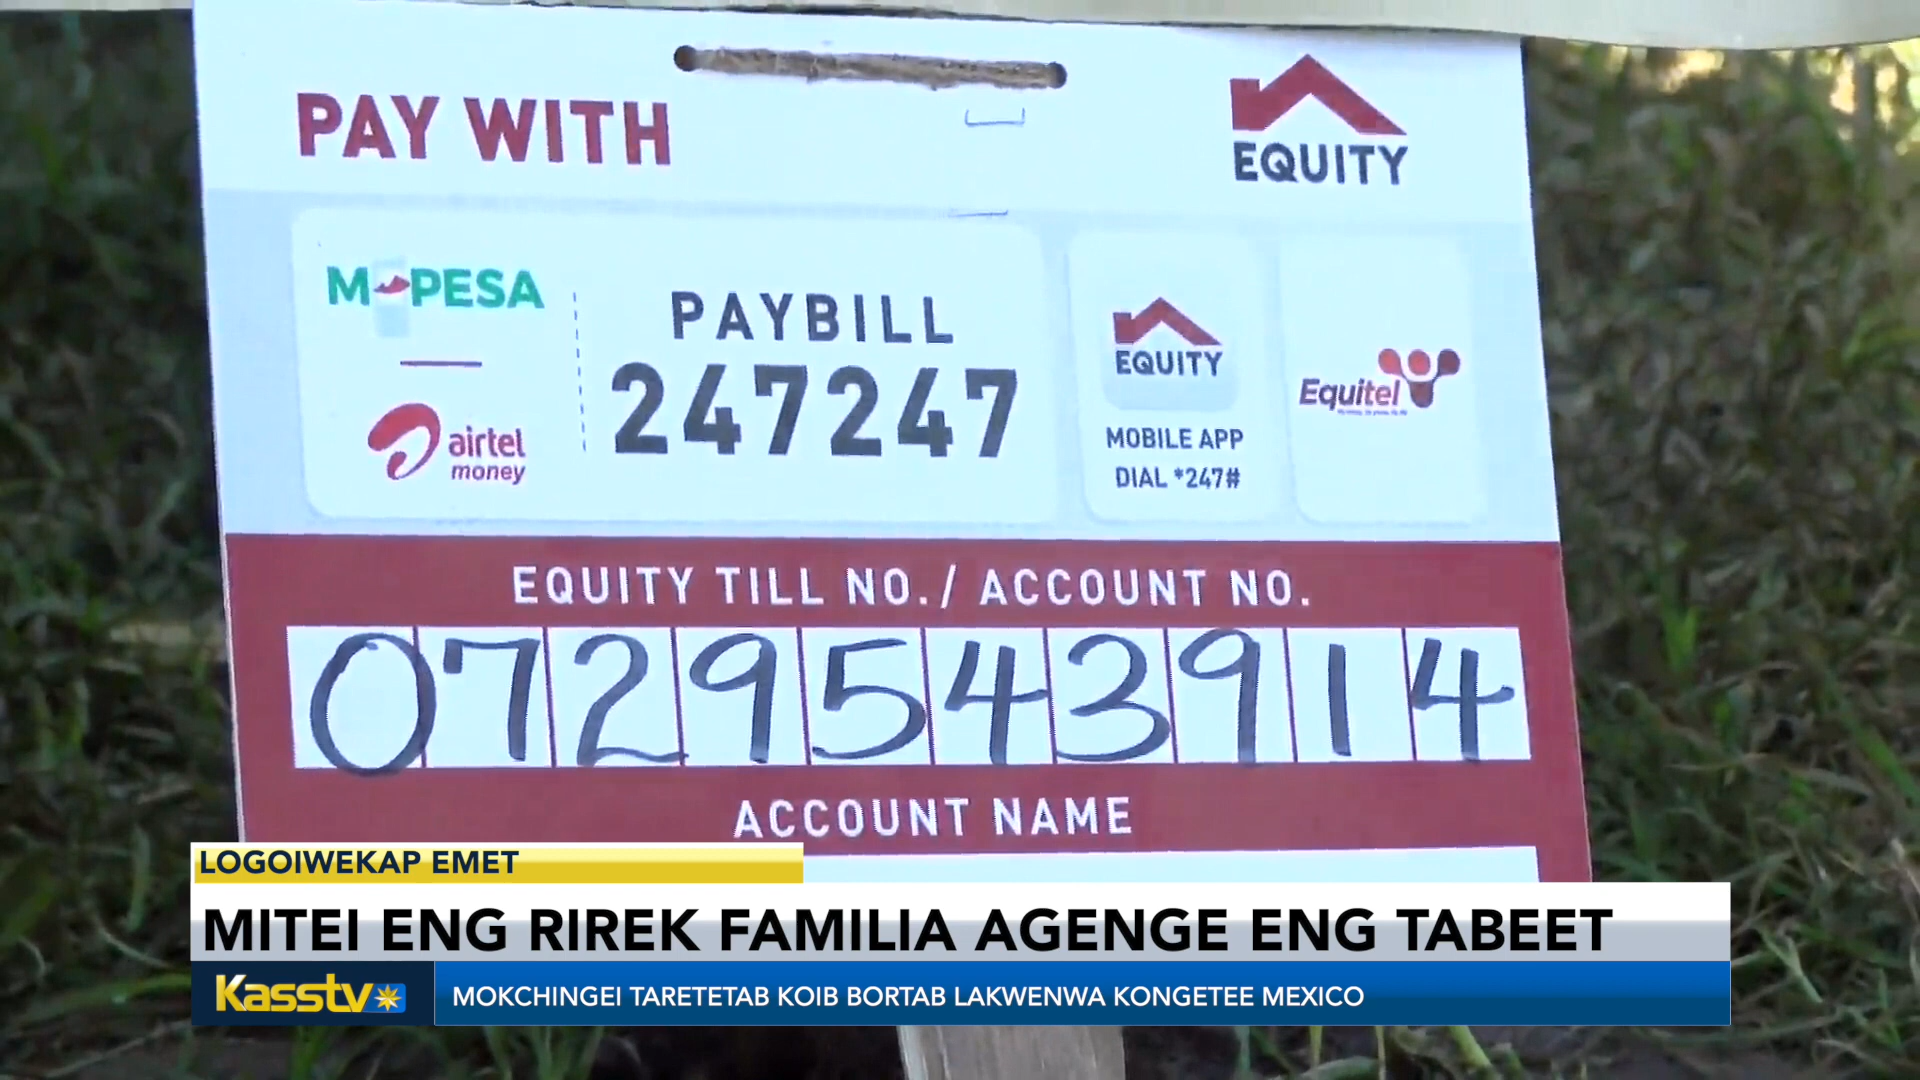 PAY WITH
EQUITY
M-PESA
airtel
money
PAYBILL
247247
EQUITY
MOBILE APP
DIAL *247#
Equitel
EQUITY TILL NO./ ACCOUNT NO.
0729543914
ACCOUNT NAME
LOGOIWEKAP EMET
MITEI ENG RIREK FAMILIA AGENGE ENG TABEET
Kasstv
MOKCHINGEI TARETETAB KOIB BORTAB LAKWENWA KONGETEE MEXICO